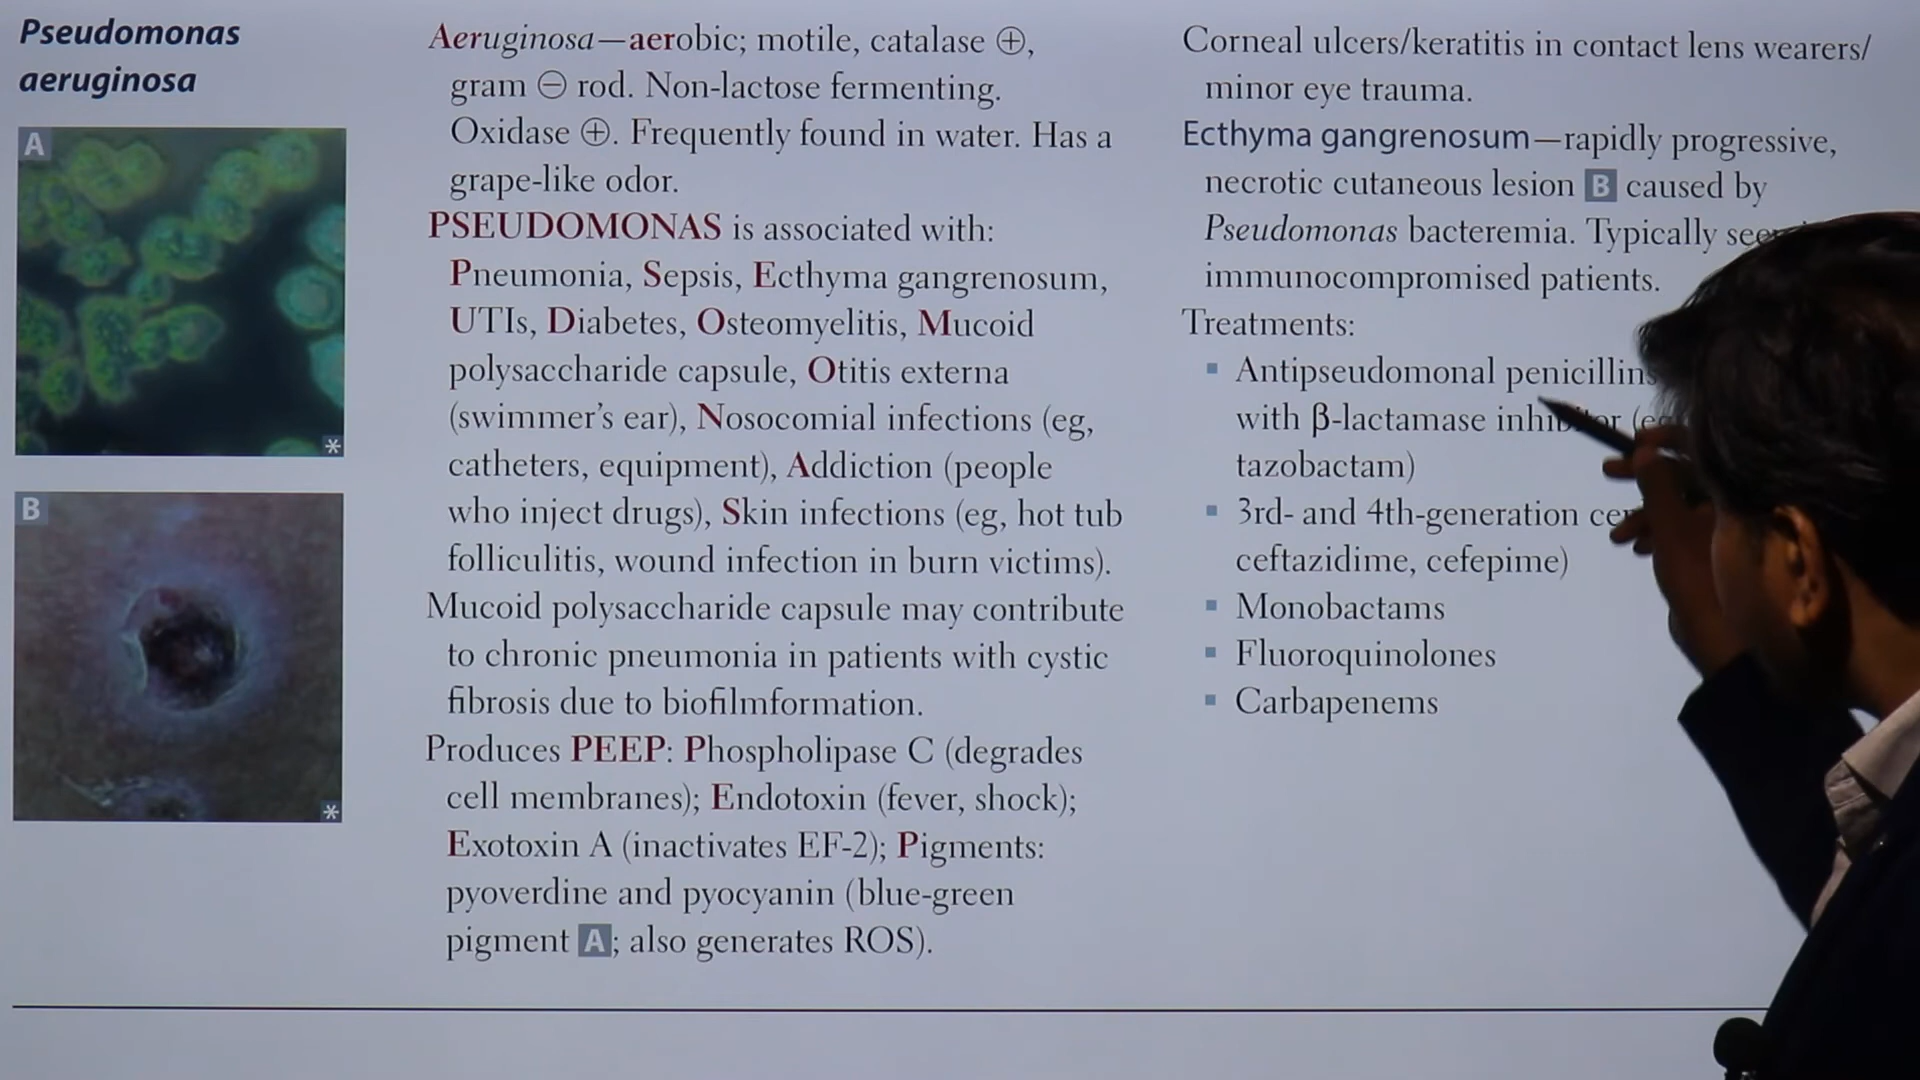 Pseudomonas
aeruginosa
A
*
B
*
Aeruginosa—aerobic; motile, catalase ⊕,
gram ⊖ rod. Non-lactose fermenting.
Oxidase ⊕. Frequently found in water. Has a
grape-like odor.
PSEUDOMONAS is associated with:
Pneumonia, Sepsis, Ecthyma gangrenosum,
UTIs, Diabetes, Osteomyelitis, Mucoid
polysaccharide capsule, Otitis externa
(swimmer's ear), Nosocomial infections (eg,
catheters, equipment), Addiction (people
who inject drugs), Skin infections (eg, hot tub
folliculitis, wound infection in burn victims).
Mucoid polysaccharide capsule may contribute
to chronic pneumonia in patients with cystic
fibrosis due to biofilmformation.
Produces PEEP: Phospholipase C (degrades
cell membranes); Endotoxin (fever, shock);
Exotoxin A (inactivates EF-2); Pigments:
pyoverdine and pyocyanin (blue-green
pigment A; also generates ROS).
Corneal ulcers/keratitis in contact lens wearers/
minor eye trauma.
Ecthyma gangrenosum—rapidly progressive,
necrotic cutaneous lesion B caused by
Pseudomonas bacteremia. Typically
immunocompromised patients.
Treatments:
▪ Antipseudomonal penicillins
with β-lactamase
tazobactam)
▪ 3rd- and 4th-generation
ceftazidime, cefepime)
▪ Monobactams
▪ Fluoroquinolones
▪ Carbapenems